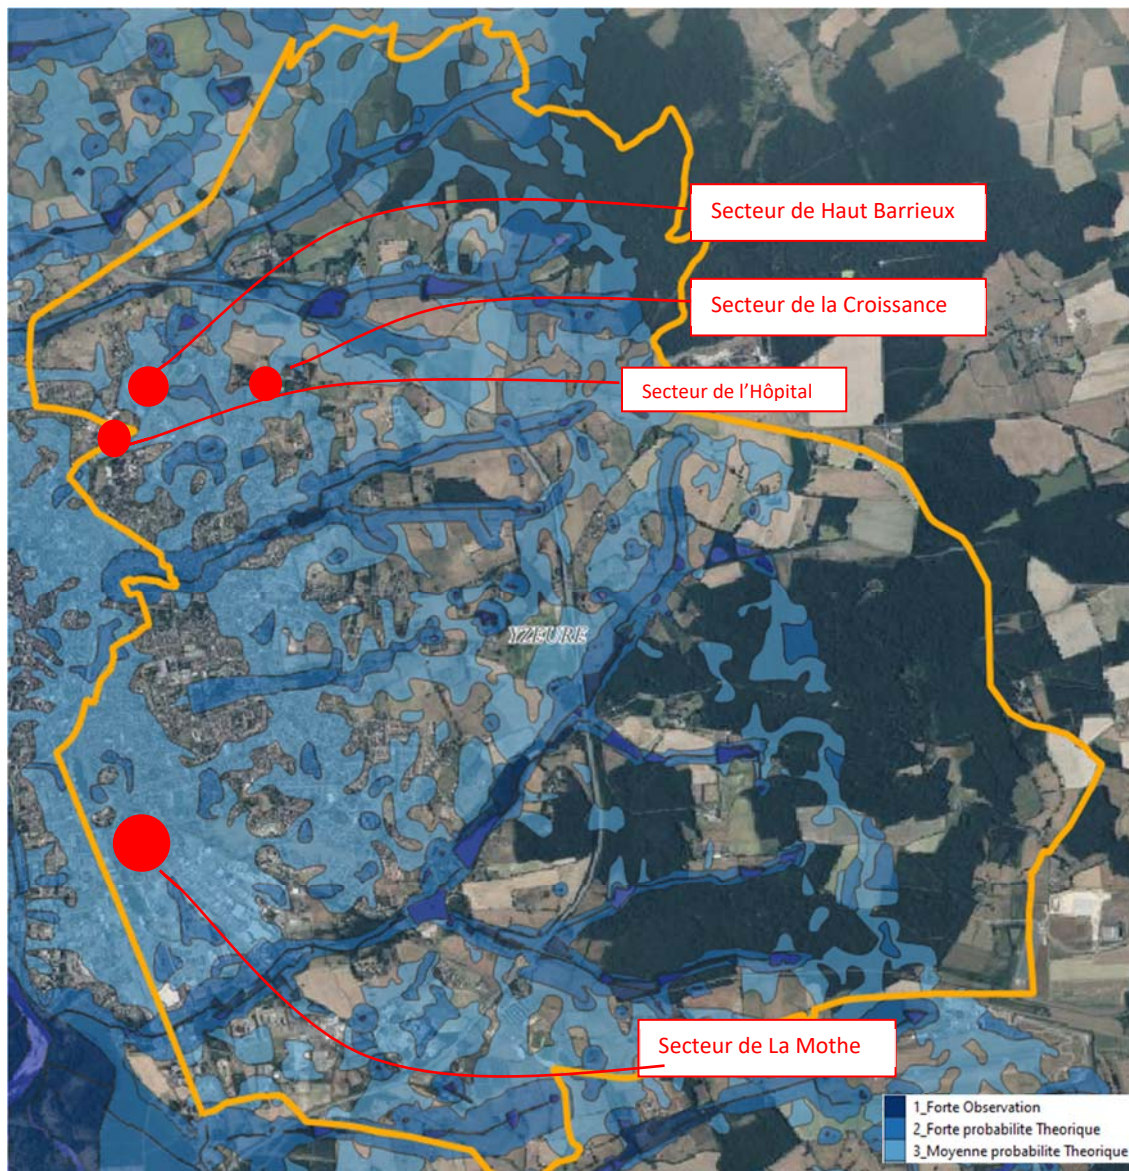 Secteur de Haut Barrieux
Secteur de la Croissance
Secteur de l’Hôpital
YZEURE
Secteur de La Mothe
1_Forte Observation
2_Forte probabilite Theorique
3_Moyenne probabilite Theorique